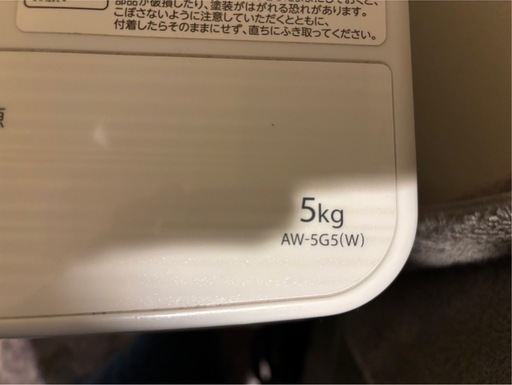 部品が破損したり、塗装がはがれる恐れがあります。
こぼさないように注意していただくとともに、
付着したらそのままにせず、直ちにふき取ってください。
源
5kg
AW-5G5(W)